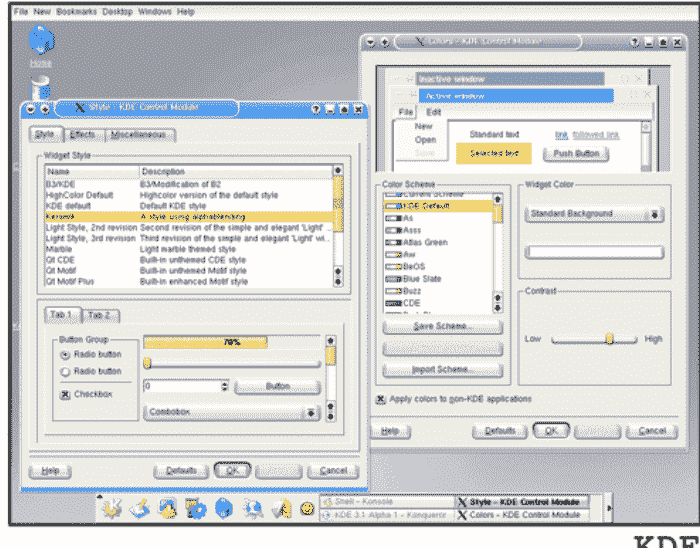 File New Bookmarks Desktop Windows Help
Home
Style - KDE Control Module
Style Effects Miscellaneous
Widget Style
Name Description
B3/KDE B3/Modification of B2
HighColor Default Highcolor version of the default style
KDE default Default KDE style
Keramik A style using alphablending
Light Style, 2nd revision Second revision of the simple and elegant 'Light' ...
Light Style, 3rd revision Third revision of the simple and elegant 'Light' wi...
Marble Light marble themed style
Qt CDE Built-in unthemed CDE style
Qt Motif Built-in unthemed Motif style
Qt Motif Plus Built-in enhanced Motif style
Tab 1 Tab 2
Button Group
70%
Radio button
Radio button
0 Button
Checkbox
Combobox
Help Defaults OK Cancel
Colors - KDE Control Module
Inactive window
Active window
File Edit
New
Open
Save
Standard text link followed link
Selected text Push Button
Color Scheme
Current Scheme
KDE Default
As
Asss
Atlas Green
Aw
BeOS
Blue Slate
Buzz
CDE
Save Scheme...
Import Scheme...
Widget Color
Standard Background
Contrast
Low High
Apply colors to non-KDE applications
Help Defaults OK Cancel
Shell - Konsole Style - KDE Control Module
KDE 3.1 Alpha 1 - Konqueror Colors - KDE Control Module
KDE